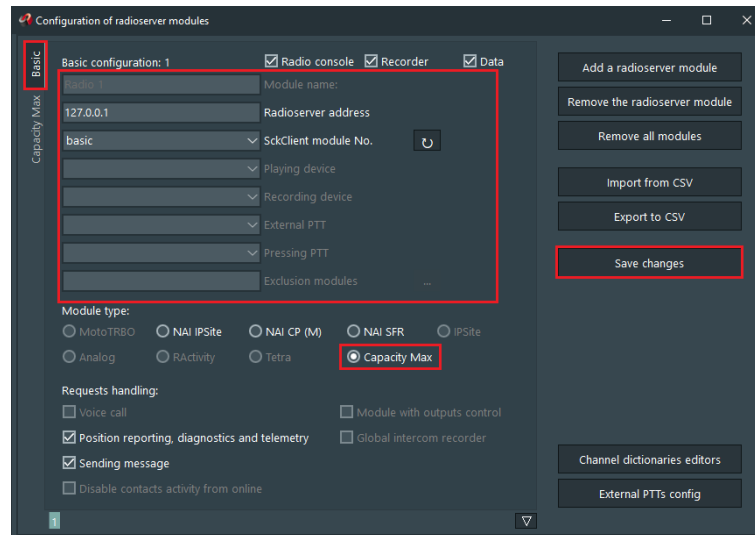 Configuration of radioserver modules
Basic
Capacity Max
Basic configuration: 1
Radio console
Recorder
Data
Radio 1
Module name:
127.0.0.1
Radioserver address
basic
SckClient module No.
Playing device
Recording device
External PTT
Pressing PTT
Exclusion modules
...
Module type:
MotoTRBO
NAI IPSite
NAI CP (M)
NAI SFR
IPSite
Analog
RActivity
Tetra
Capacity Max
Requests handling:
Voice call
Module with outputs control
Position reporting, diagnostics and telemetry
Global intercom recorder
Sending message
Disable contacts activity from online
1
Add a radioserver module
Remove the radioserver module
Remove all modules
Import from CSV
Export to CSV
Save changes
Channel dictionaries editors
External PTTs config